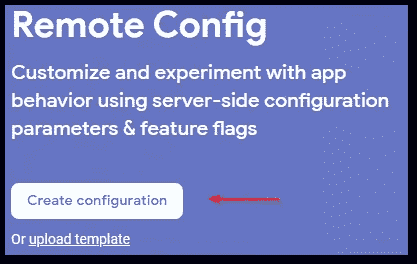 Remote Config
Customize and experiment with app
behavior using server-side configuration
parameters & feature flags
Create configuration
Or upload template